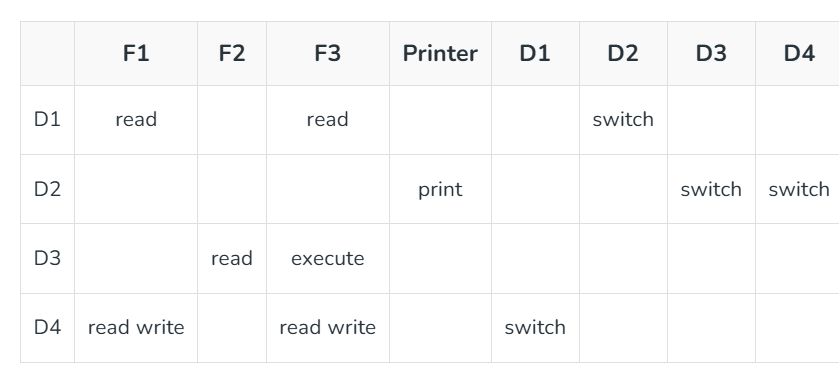 F1 F2 F3 Printer D1 D2 D3 D4
D1 read read switch
D2 print switch switch
D3 read execute
D4 read write read write switch